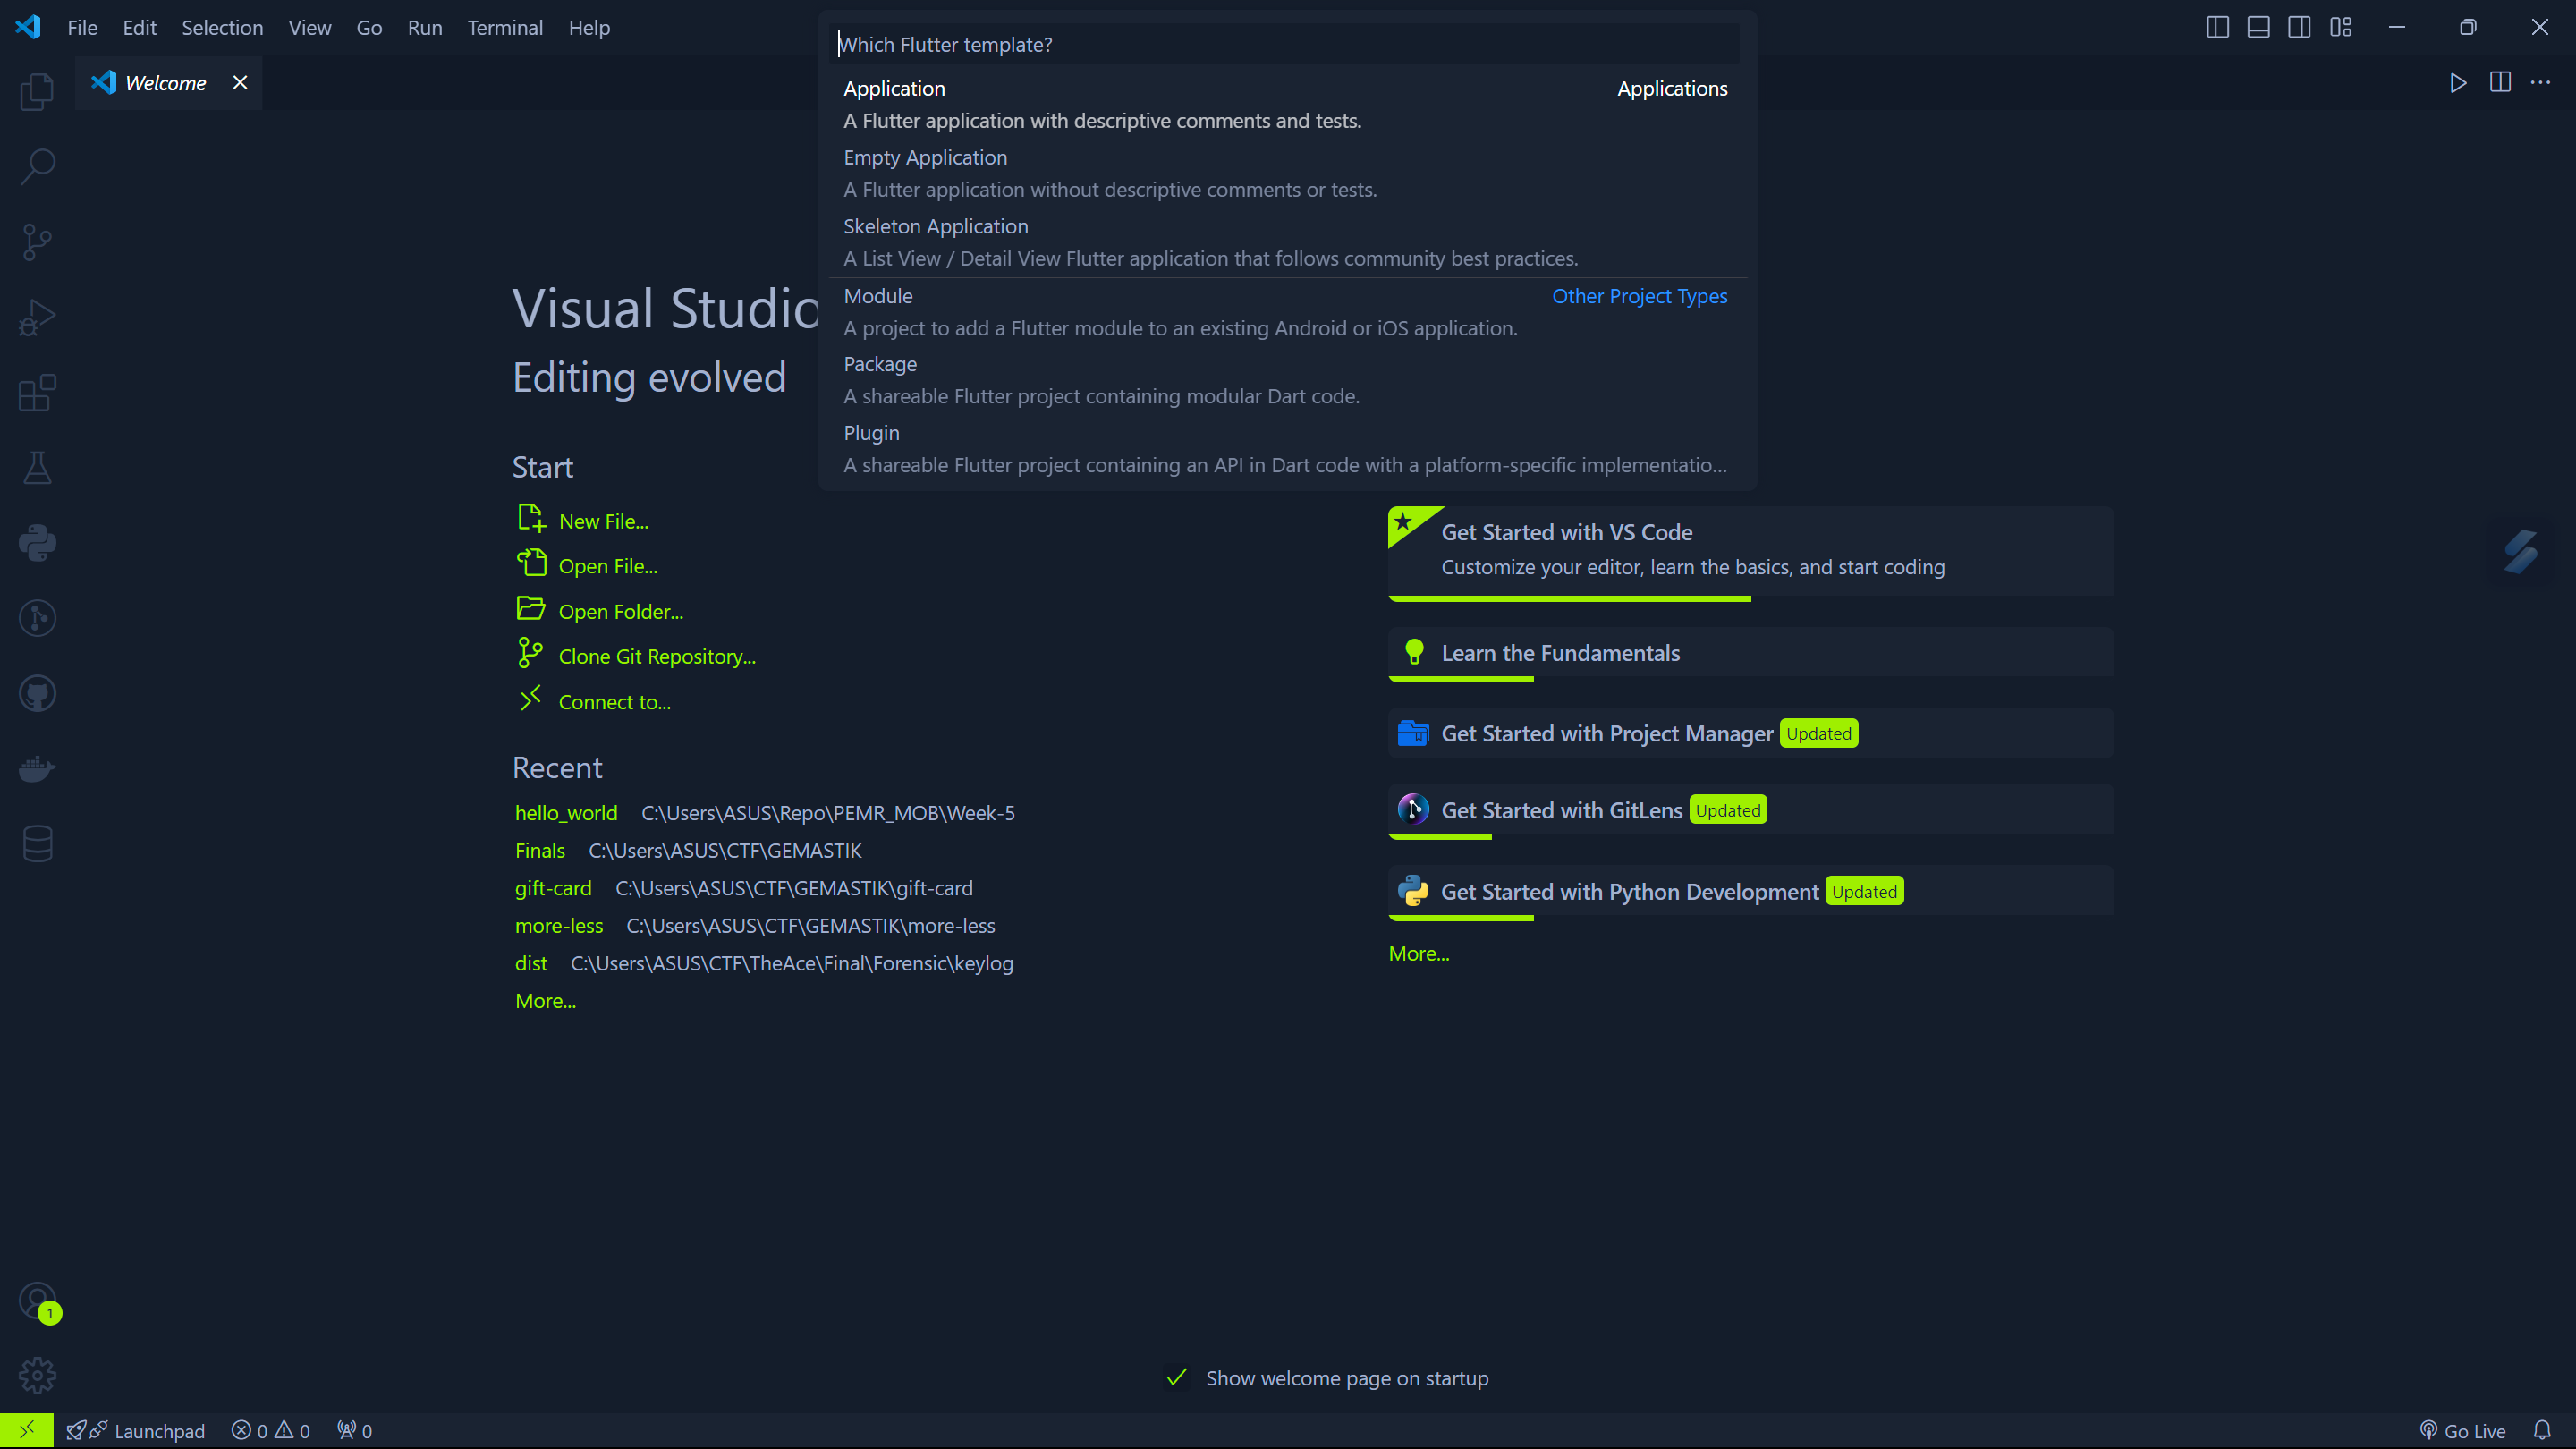 File Edit Selection View Go Run Terminal Help
Welcome
Which Flutter template?
Application Applications
A Flutter application with descriptive comments and tests.
Empty Application
A Flutter application without descriptive comments or tests.
Skeleton Application
A List View / Detail View Flutter application that follows community best practices.
Module Other Project Types
A project to add a Flutter module to an existing Android or iOS application.
Package
A shareable Flutter project containing modular Dart code.
Plugin
A shareable Flutter project containing an API in Dart code with a platform-specific implementatio...
Visual Studio
Editing evolved
Start
New File...
Open File...
Open Folder...
Clone Git Repository...
Connect to...
Recent
hello_world C:\Users\ASUS\Repo\PEMR_MOB\Week-5
Finals C:\Users\ASUS\CTF\GEMASTIK
gift-card C:\Users\ASUS\CTF\GEMASTIK\gift-card
more-less C:\Users\ASUS\CTF\GEMASTIK\more-less
dist C:\Users\ASUS\CTF\TheAce\Final\Forensic\keylog
More...
Get Started with VS Code
Customize your editor, learn the basics, and start coding
Learn the Fundamentals
Get Started with Project Manager Updated
Get Started with GitLens Updated
Get Started with Python Development Updated
More...
1
Show welcome page on startup
Launchpad 0 0 0 Go Live